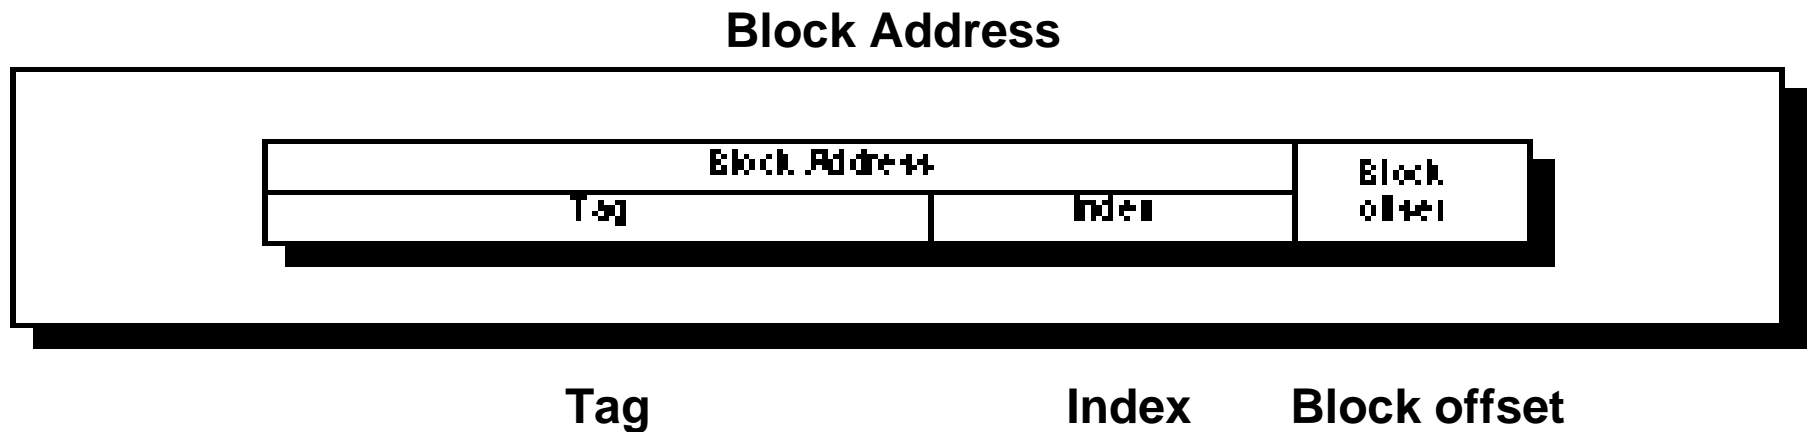 Block Address
Block Address
Block
offset
Tag
Index
Tag
Index
Block offset